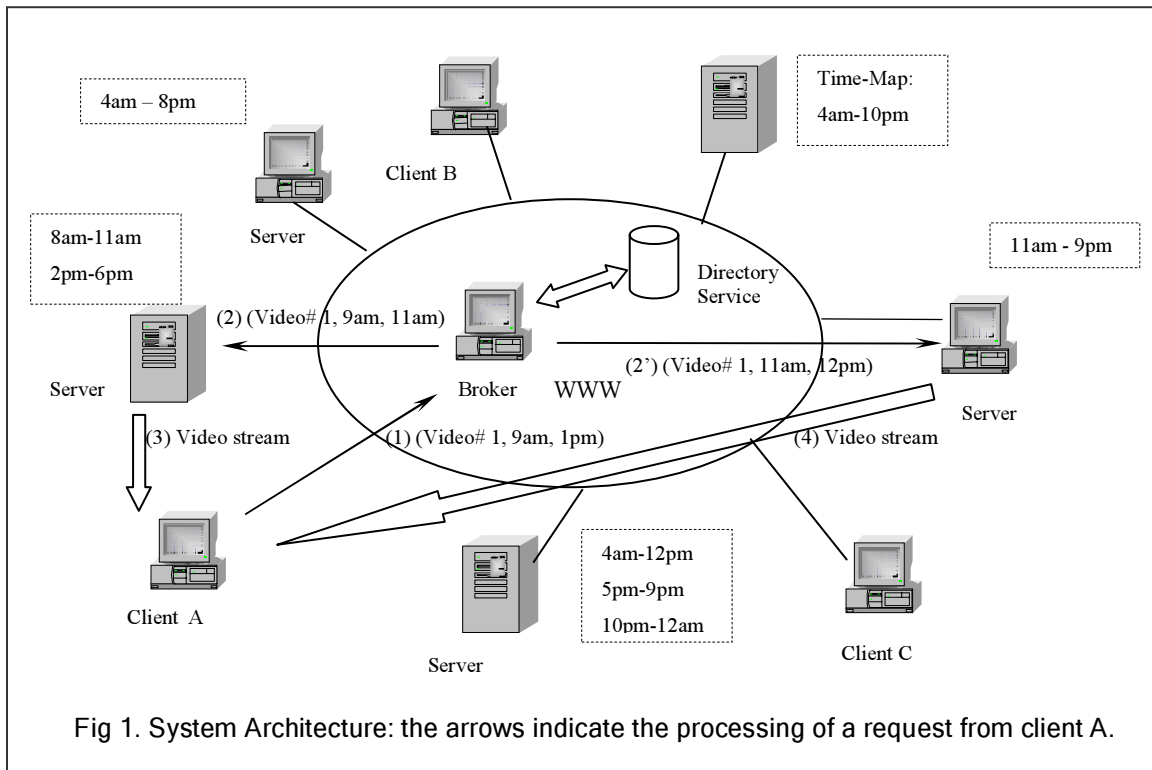 4am – 8pm
Client B
Time-Map:
4am-10pm
Server
8am-11am
2pm-6pm
Directory
Service
11am - 9pm
(2) (Video# 1, 9am, 11am)
Server
Broker
WWW
(2’) (Video# 1, 11am, 12pm)
Server
(3) Video stream
(1) (Video# 1, 9am, 1pm)
(4) Video stream
Client A
4am-12pm
5pm-9pm
10pm-12am
Server
Client C
Fig 1. System Architecture: the arrows indicate the processing of a request from client A.